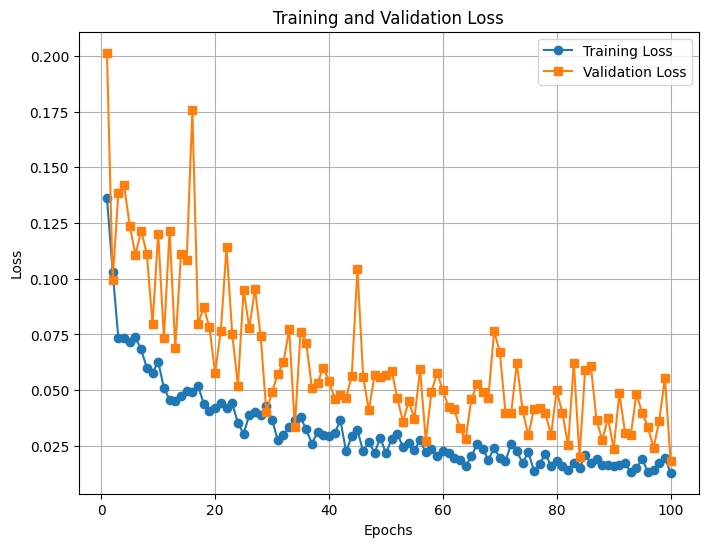 Training and Validation Loss
Training Loss
Validation Loss
Loss
0.200
0.175
0.150
0.125
0.100
0.075
0.050
0.025
0
20
40
60
80
100
Epochs